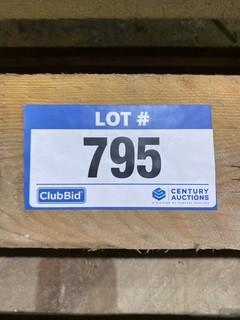 LOT #
795
ClubBid
CENTURY
AUCTIONS